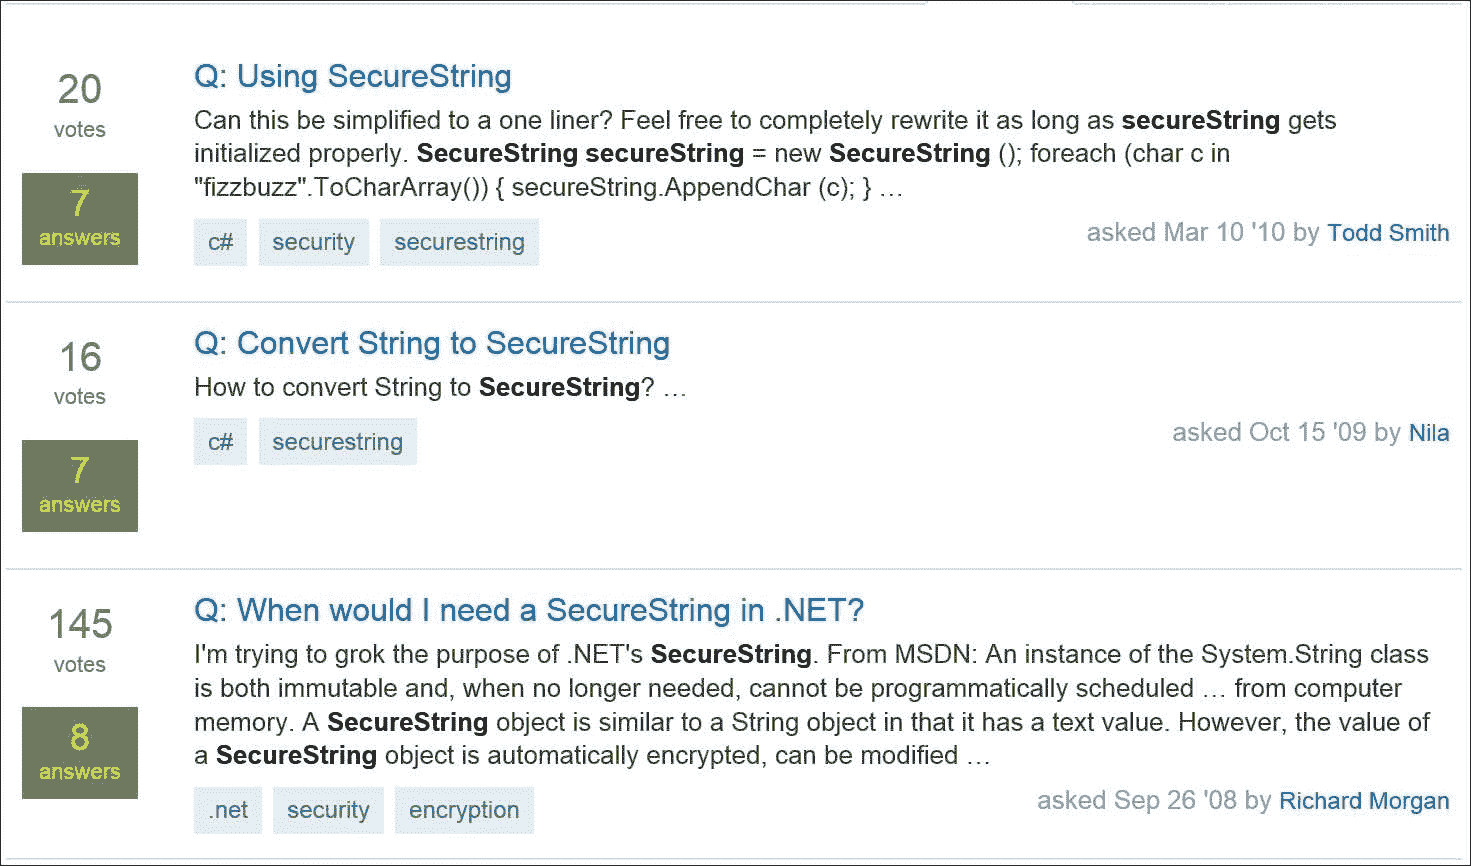 20
votes
7
answers
Q: Using SecureString
Can this be simplified to a one liner? Feel free to completely rewrite it as long as secureString gets
initialized properly. SecureString secureString = new SecureString (); foreach (char c in
"fizzbuzz".ToCharArray()) { secureString.AppendChar (c); } …
c# security securestring
asked Mar 10 '10 by Todd Smith
16
votes
7
answers
Q: Convert String to SecureString
How to convert String to SecureString? …
c# securestring
asked Oct 15 '09 by Nila
145
votes
8
answers
Q: When would I need a SecureString in .NET?
I'm trying to grok the purpose of .NET's SecureString. From MSDN: An instance of the System.String class
is both immutable and, when no longer needed, cannot be programmatically scheduled … from computer
memory. A SecureString object is similar to a String object in that it has a text value. However, the value of
a SecureString object is automatically encrypted, can be modified …
.net security encryption
asked Sep 26 '08 by Richard Morgan